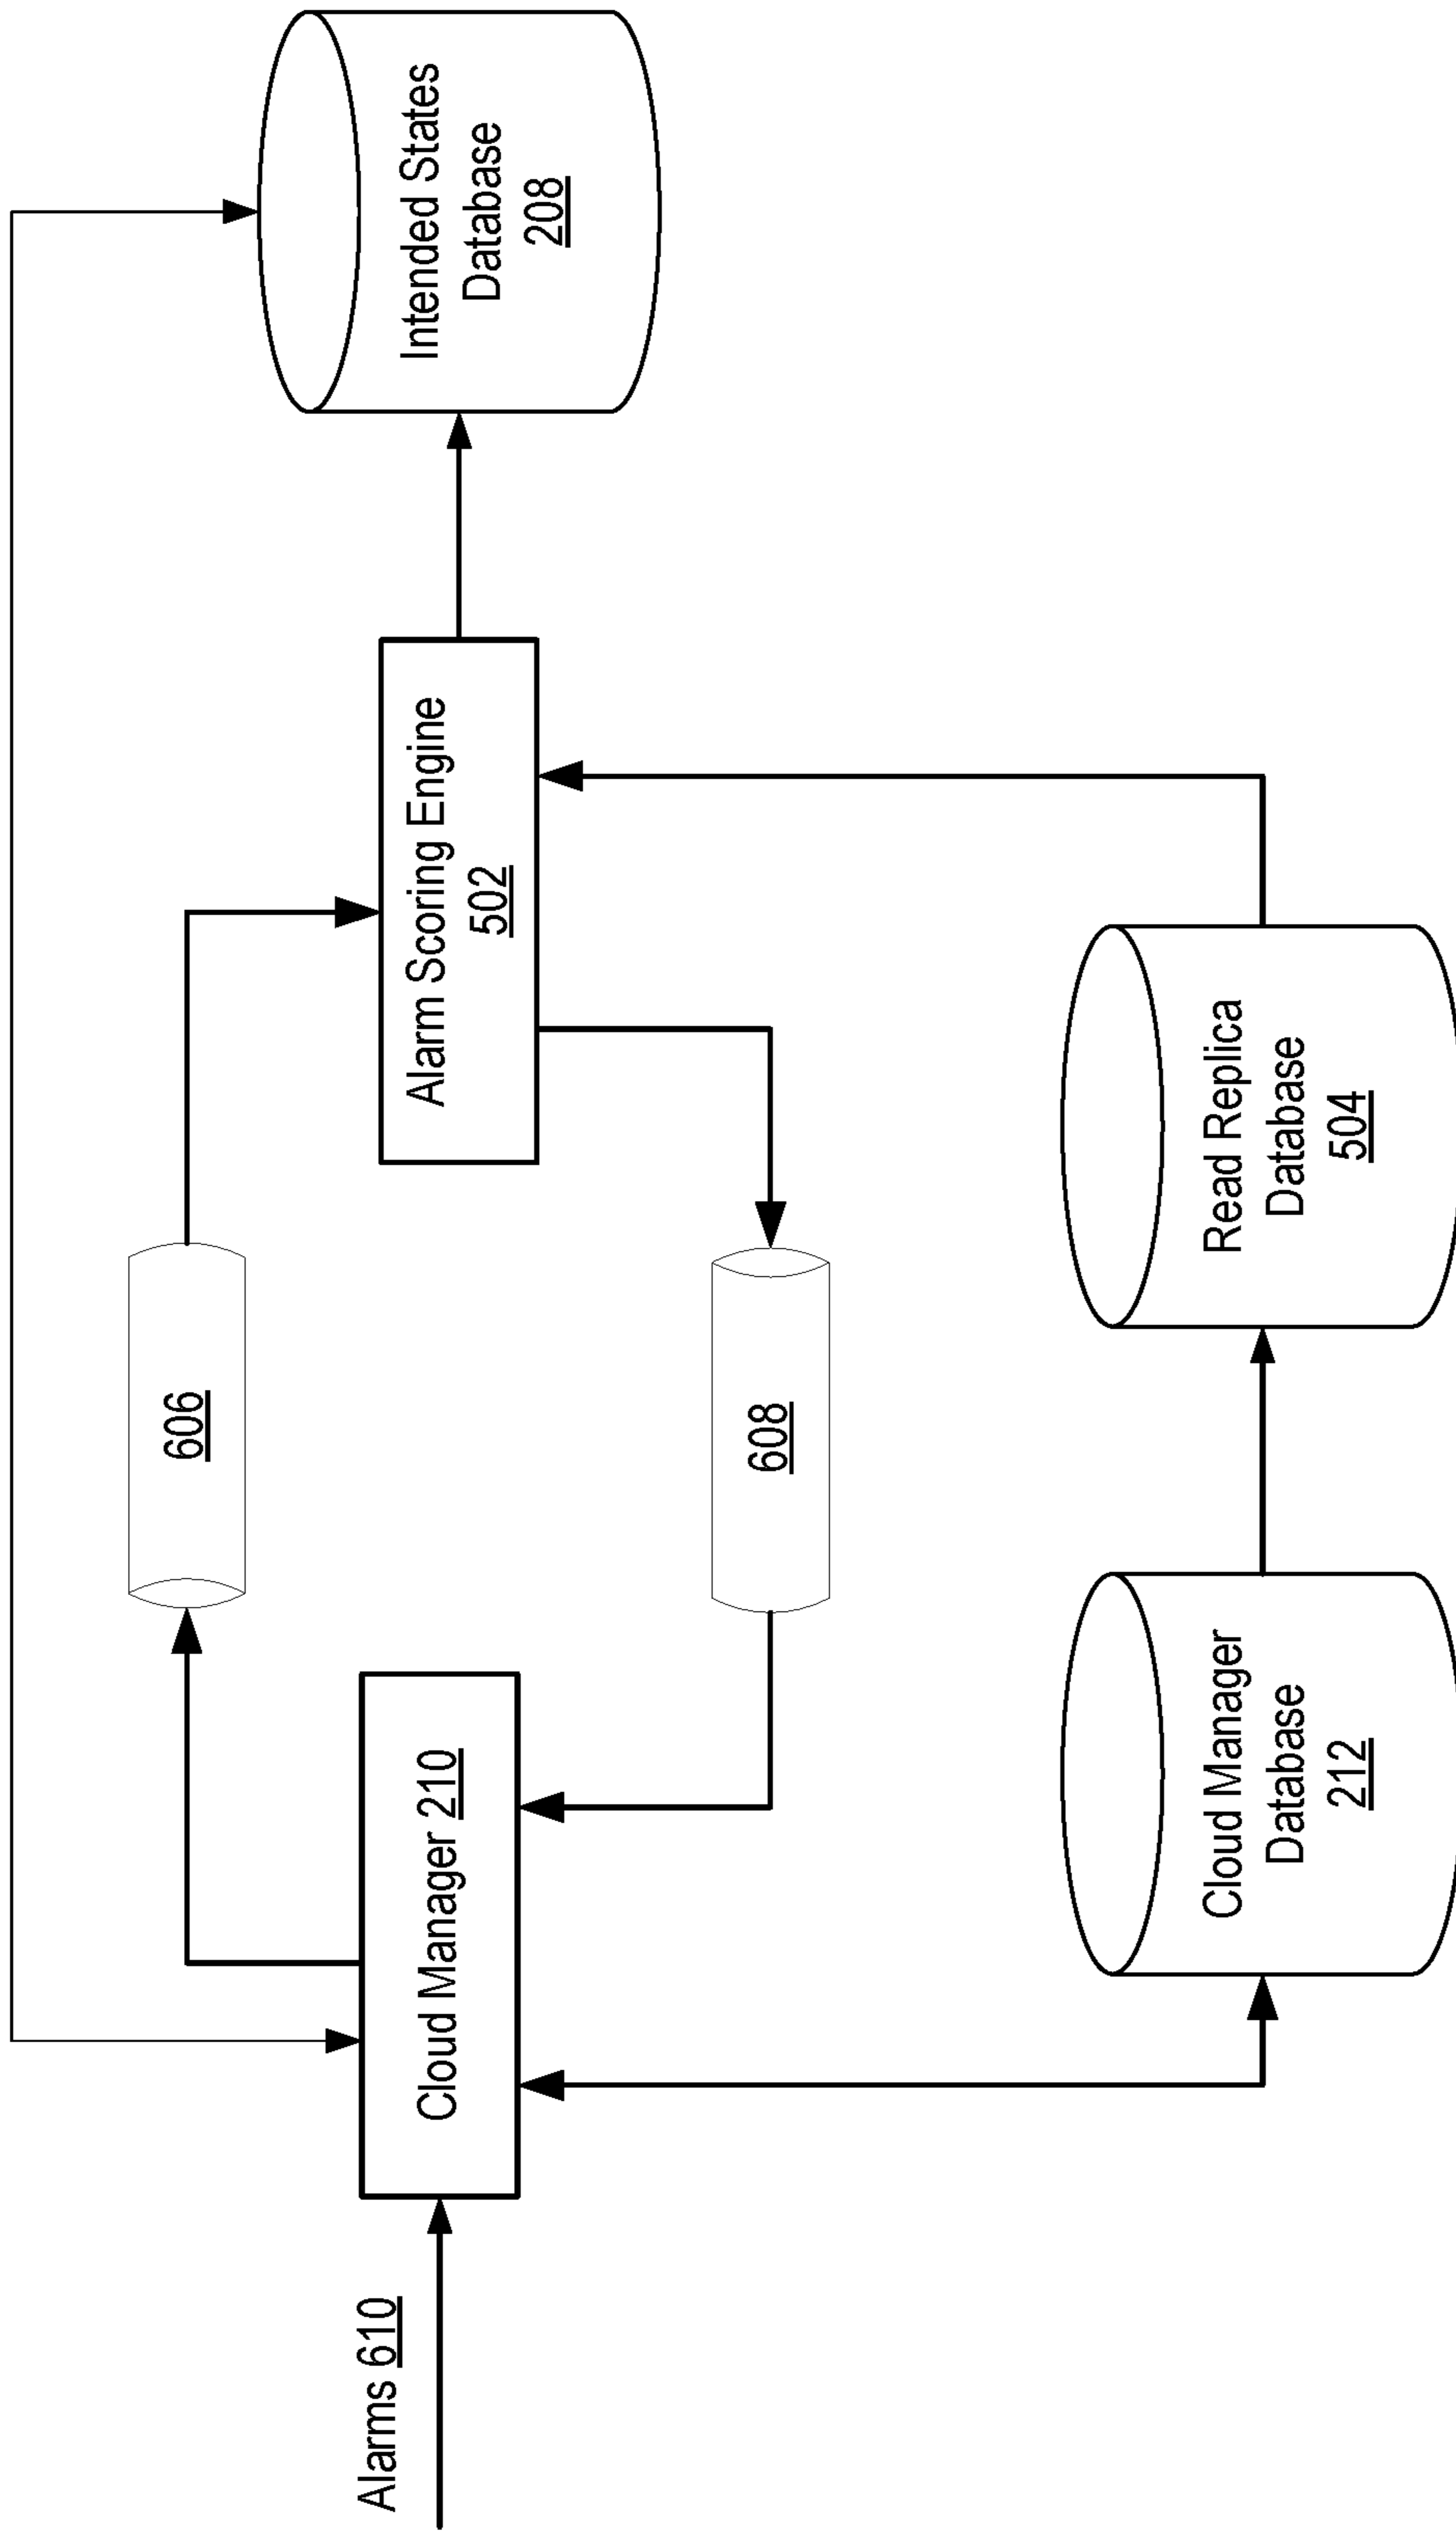 Alarms 610
Cloud Manager 210
606
608
Alarm Scoring Engine
502
Intended States
Database
208
Cloud Manager
Database
212
Read Replica
Database
504